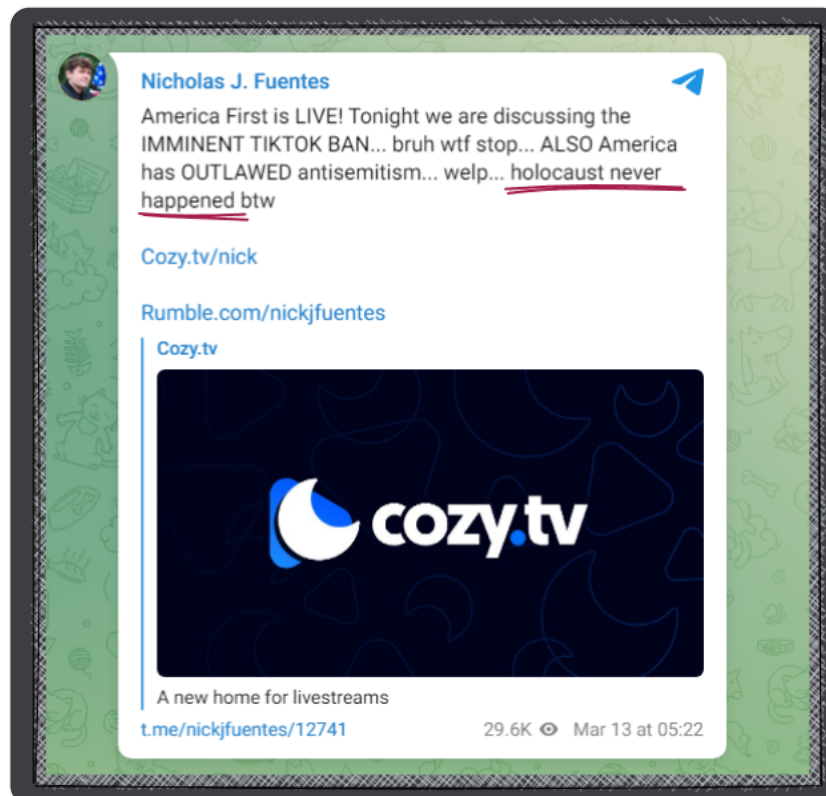 Nicholas J. Fuentes
America First is LIVE! Tonight we are discussing the
IMMINENT TIKTOK BAN... bruh wtf stop... ALSO America
has OUTLAWED antisemitism... welp... holocaust never
happened btw
Cozy.tv/nick
Rumble.com/nickjfuentes
Cozy.tv
cozy.tv
A new home for livestreams
t.me/nickjfuentes/12741 29.6K Mar 13 at 05:22